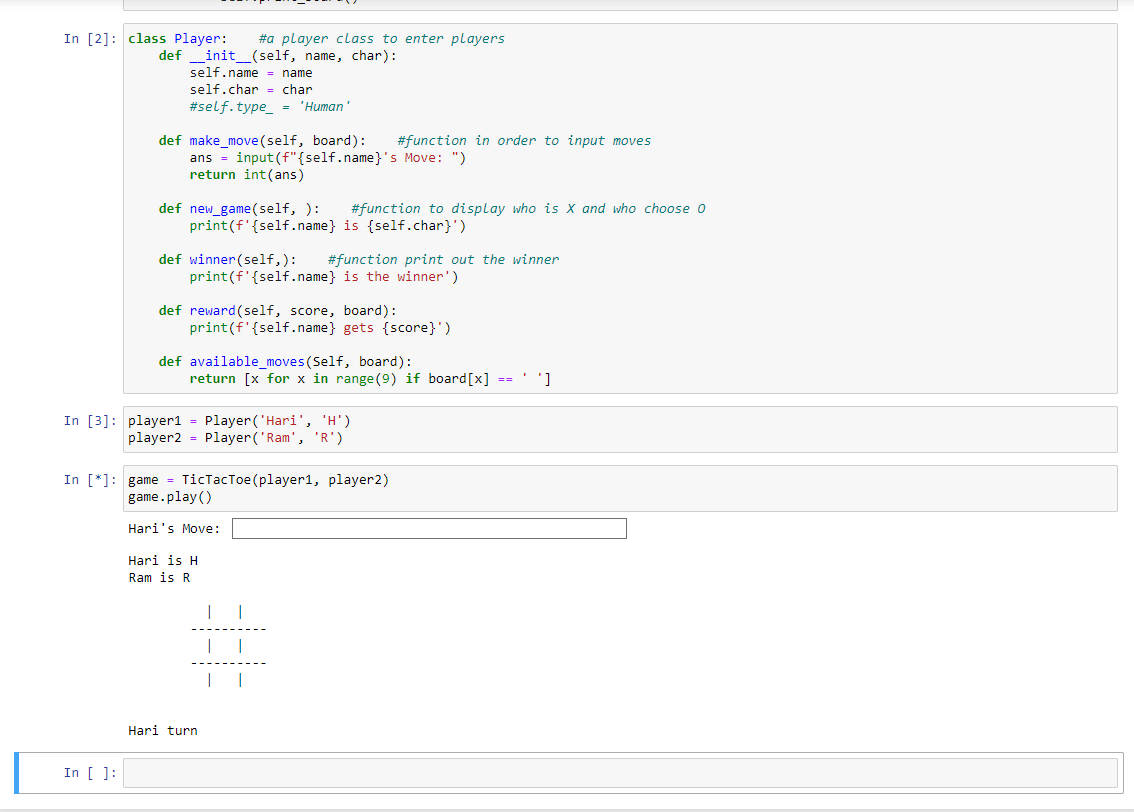 In [2]: class Player:    #a player class to enter players
    def __init__(self, name, char):
        self.name = name
        self.char = char
        #self.type_ = 'Human'

    def make_move(self, board):    #function in order to input moves
        ans = input(f"{self.name}'s Move: ")
        return int(ans)

    def new_game(self, ):    #function to display who is X and who choose O
        print(f'{self.name} is {self.char}')

    def winner(self,):    #function print out the winner
        print(f'{self.name} is the winner')

    def reward(self, score, board):
        print(f'{self.name} gets {score}')

    def available_moves(Self, board):
        return [x for x in range(9) if board[x] == ' ']
In [3]: player1 = Player('Hari', 'H')
player2 = Player('Ram', 'R')
In [*]: game = TicTacToe(player1, player2)
game.play()
Hari's Move:
Hari is H
Ram is R
  |   |
----------
  |   |
----------
  |   |
Hari turn
In [ ]: